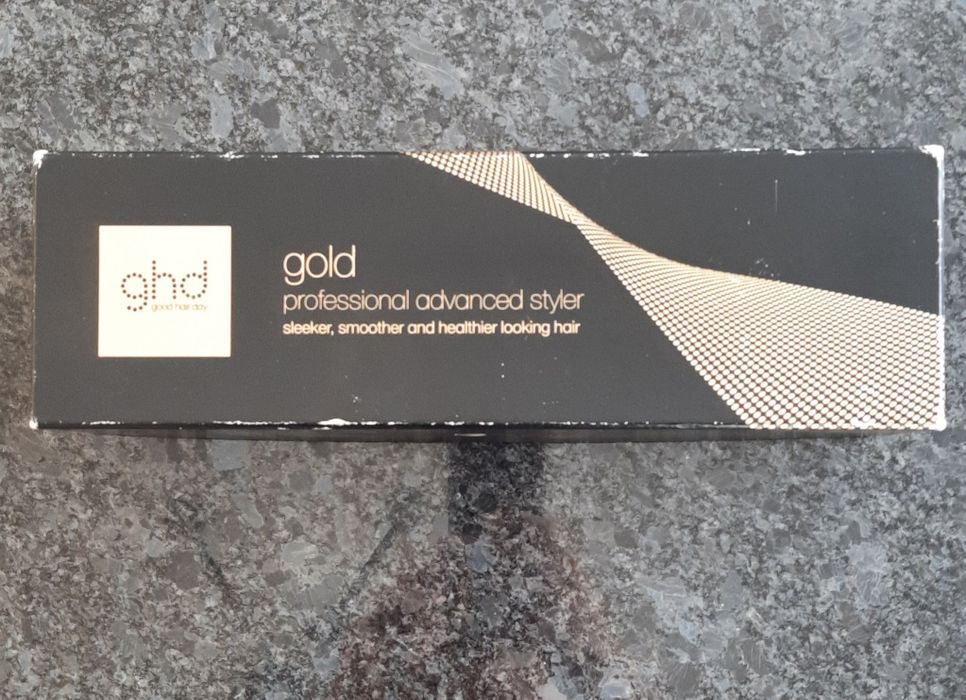 ghd
good hair day
gold
professional advanced styler
sleeker, smoother and healthier looking hair